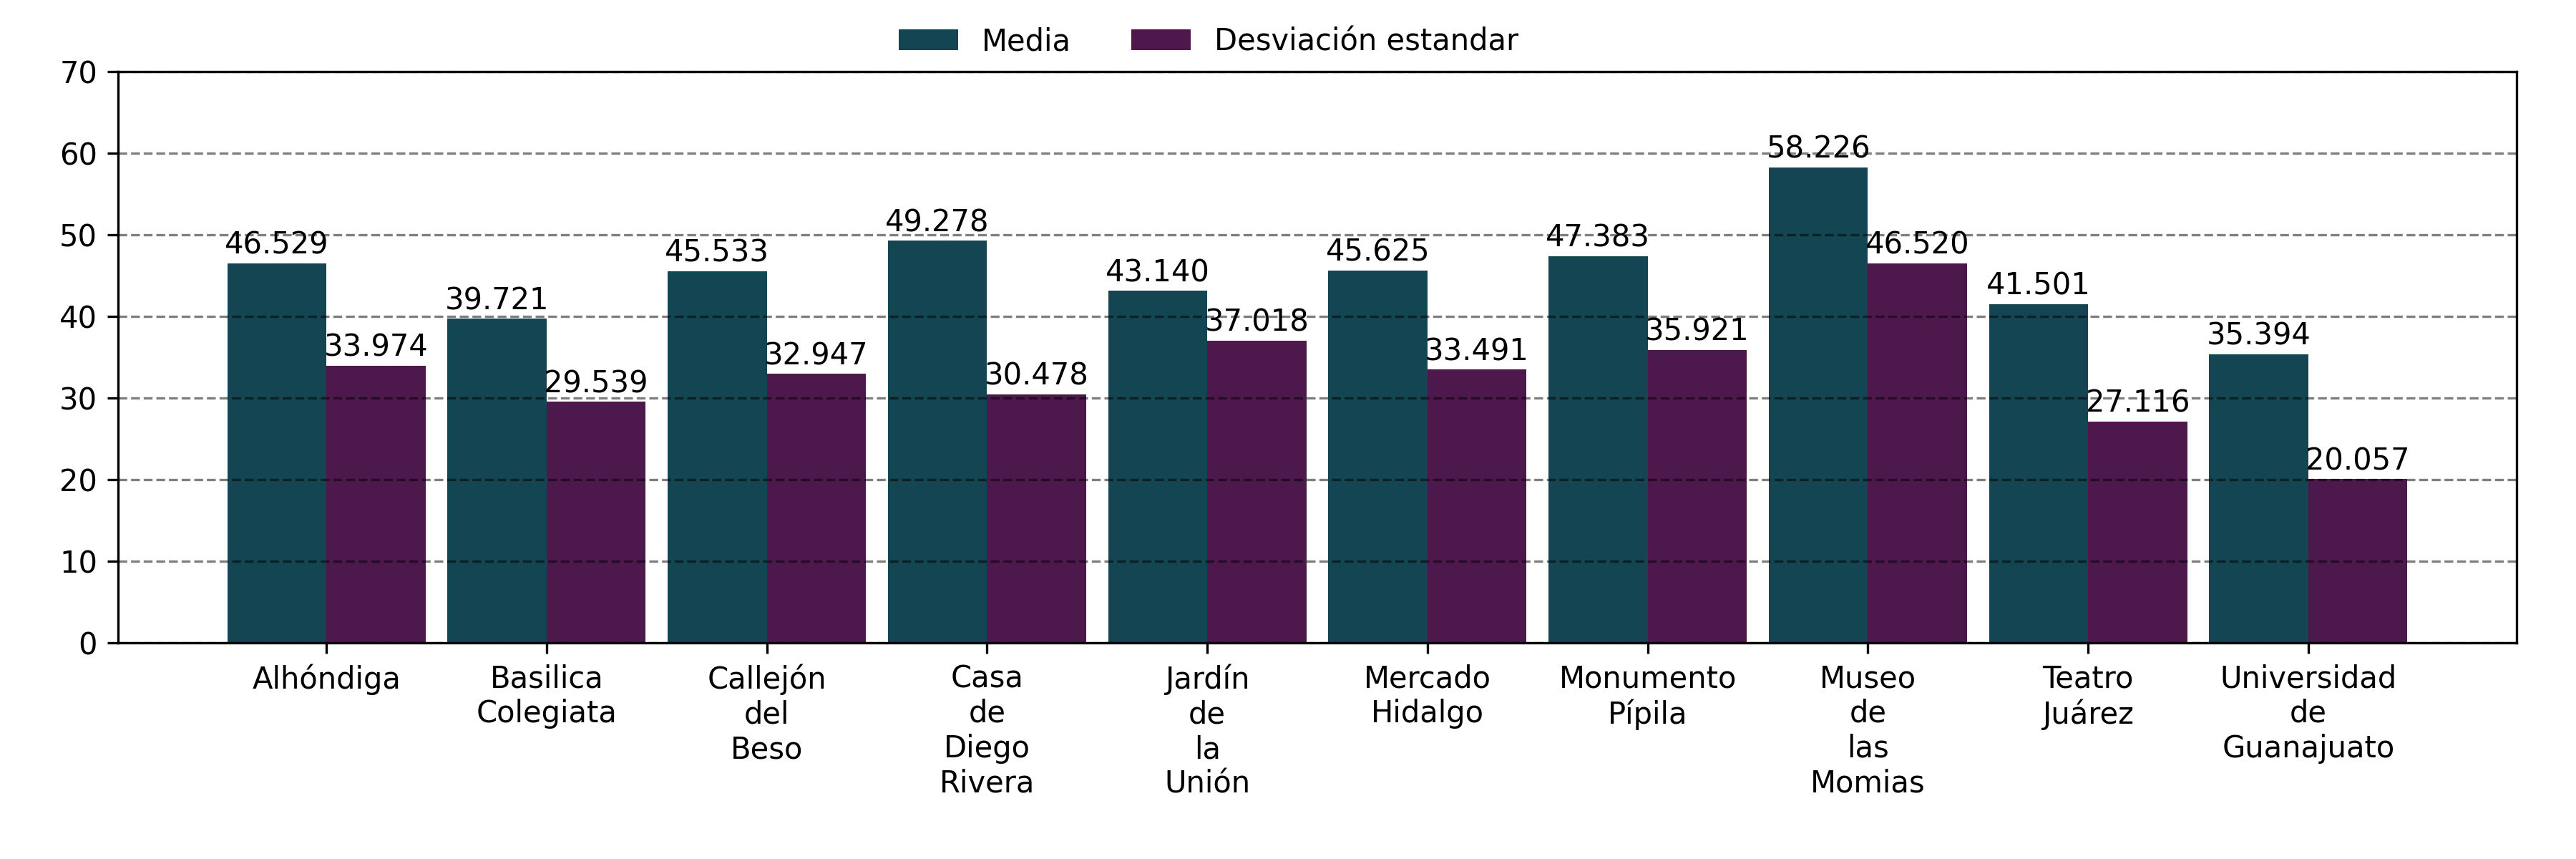 Media Desviación estandar
70
60
50
40
30
20
10
0
46.529
33.974
39.721
29.539
45.533
32.947
49.278
30.478
43.140
37.018
45.625
33.491
47.383
35.921
58.226
46.520
41.501
27.116
35.394
20.057
Alhóndiga
Basilica
Colegiata
Callejón
del
Beso
Casa
de
Diego
Rivera
Jardín
de
la
Unión
Mercado
Hidalgo
Monumento
Pípila
Museo
de
las
Momias
Teatro
Juárez
Universidad
de
Guanajuato